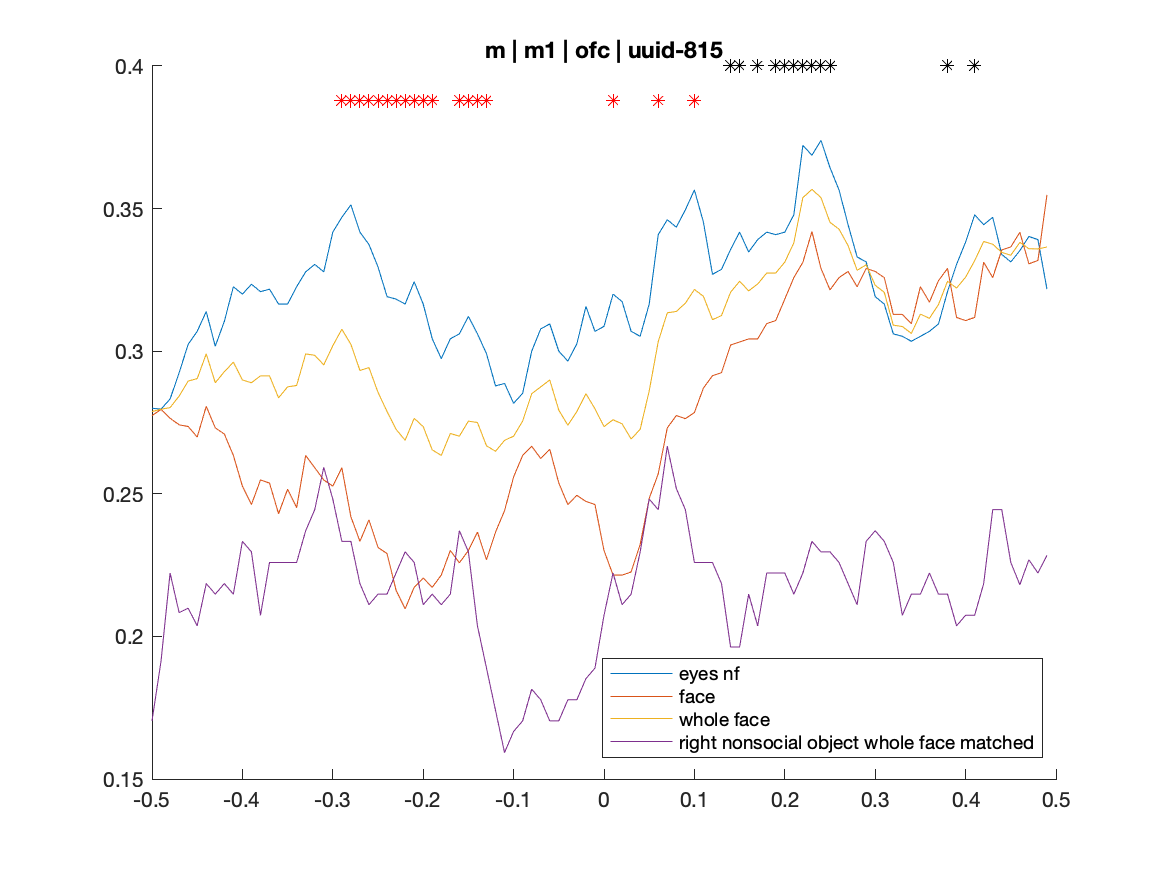 m | m1 | ofc | uuid-815
0.4
0.35
0.3
0.25
0.2
0.15
eyes nf
face
whole face
right nonsocial object whole face matched
-0.5 -0.4 -0.3 -0.2 -0.1 0 0.1 0.2 0.3 0.4 0.5